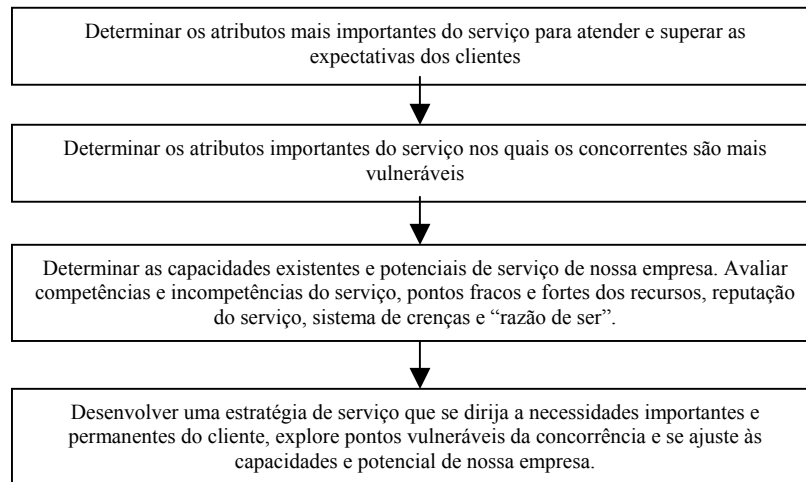 Determinar os atributos mais importantes do serviço para atender e superar as
expectativas dos clientes
Determinar os atributos importantes do serviço nos quais os concorrentes são mais
vulneráveis
Determinar as capacidades existentes e potenciais de serviço de nossa empresa. Avaliar
competências e incompetências do serviço, pontos fracos e fortes dos recursos, reputação
do serviço, sistema de crenças e “razão de ser”.
Desenvolver uma estratégia de serviço que se dirija a necessidades importantes e
permanentes do cliente, explore pontos vulneráveis da concorrência e se ajuste às
capacidades e potencial de nossa empresa.